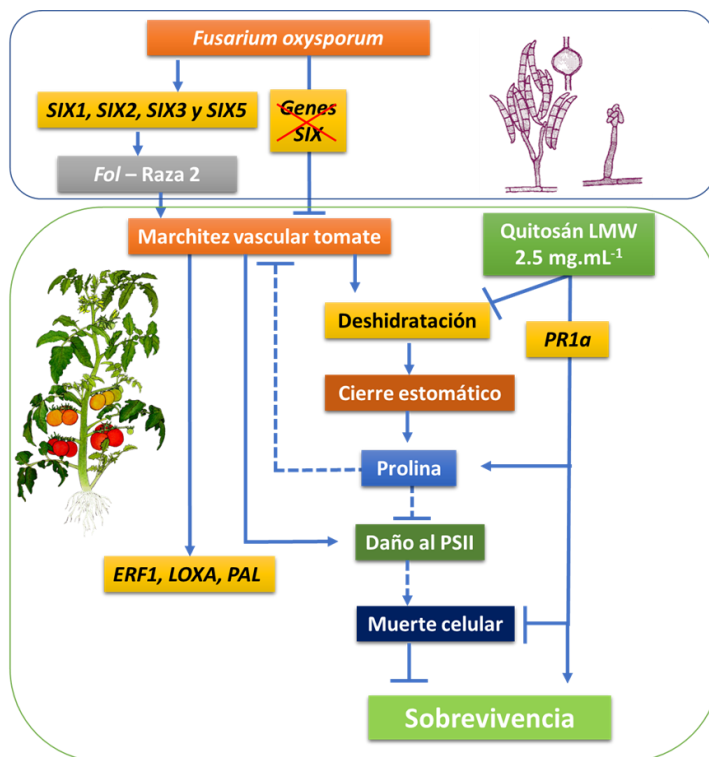 Fusarium oxysporum
SIX1, SIX2, SIX3 y SIX5
Genes
SIX
Fol – Raza 2
Marchitez vascular tomate
Quitosán LMW
2.5 mg.mL⁻¹
Deshidratación
PR1a
Cierre estomático
Prolina
Daño al PSII
ERF1, LOXA, PAL
Muerte celular
Sobrevivencia